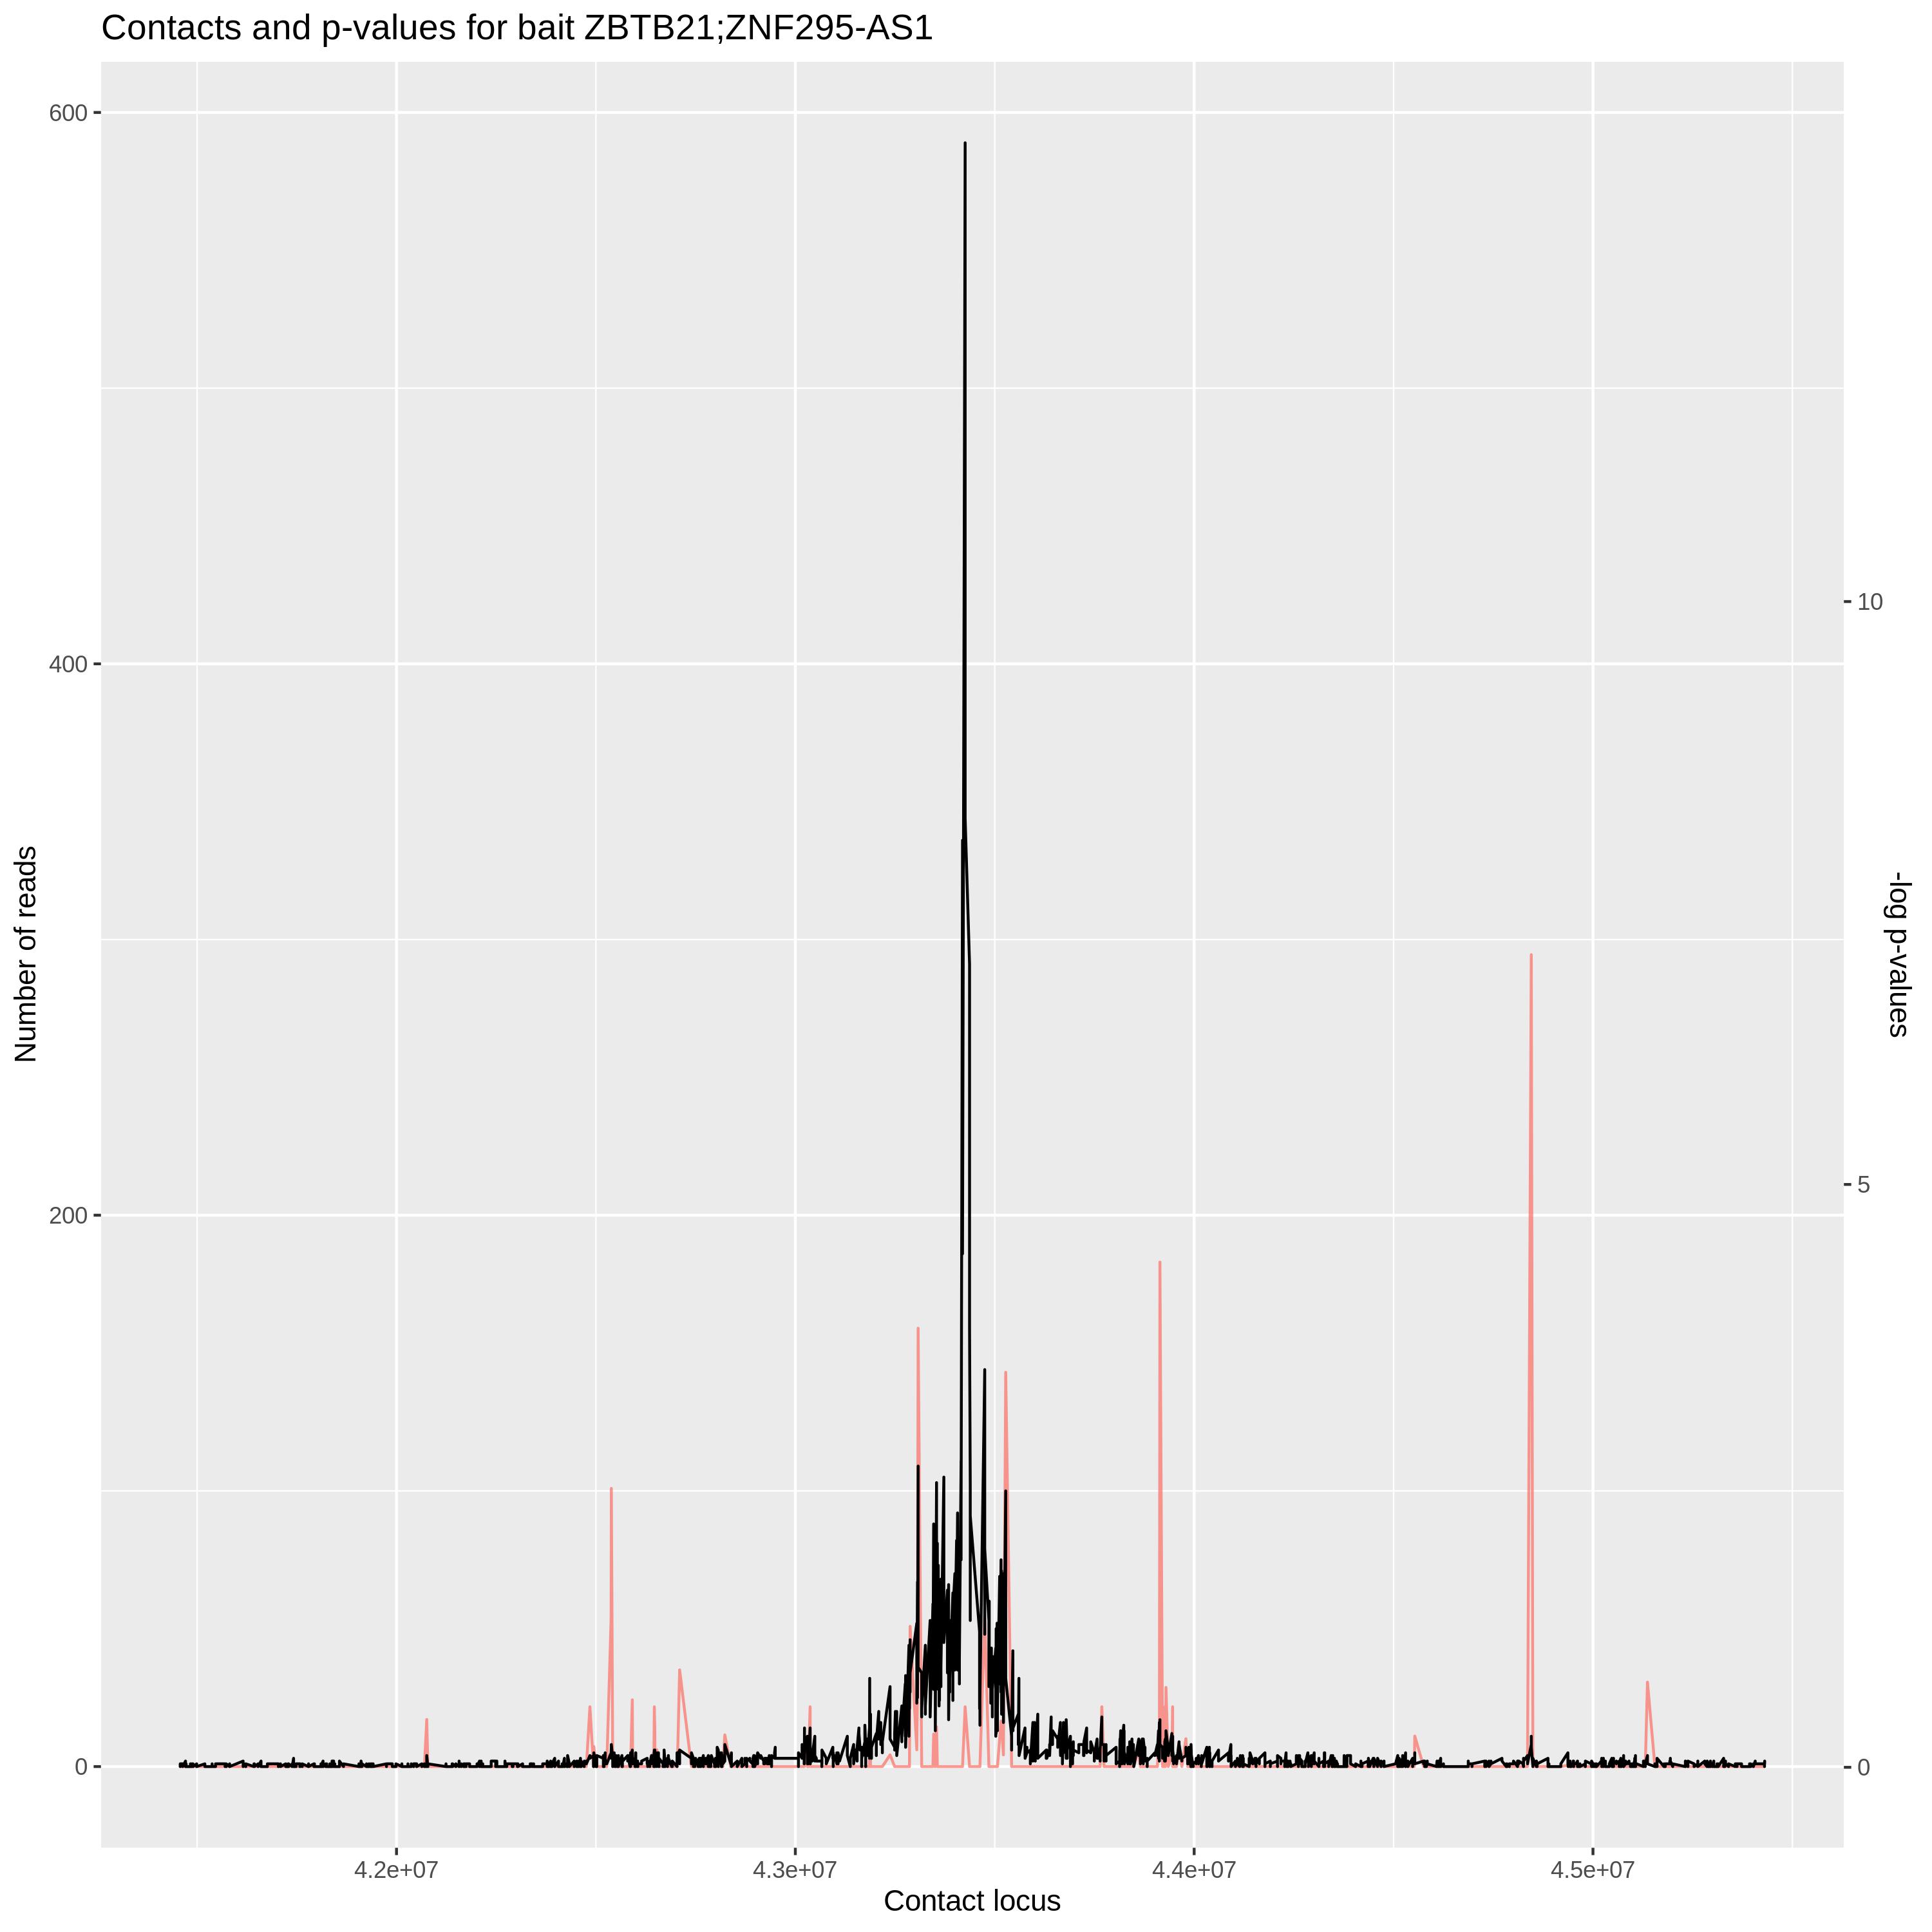 Contacts and p-values for bait ZBTB21;ZNF295-AS1
600
400
200
0
Number of reads
10
5
0
-log p-values
4.2e+07
4.3e+07
4.4e+07
4.5e+07
Contact locus